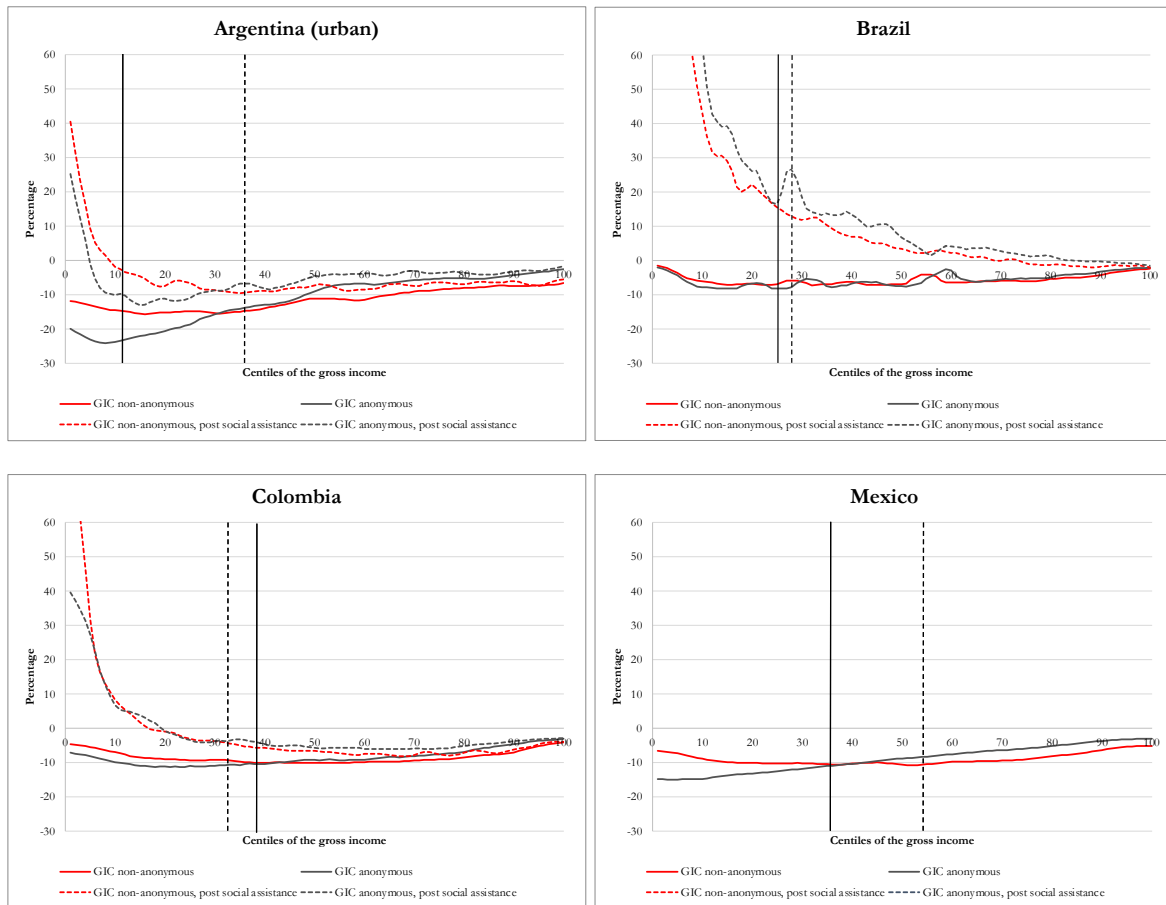 Argentina (urban)
60
50
40
30
20
10
0
-10
-20
-30
Percentage
0 10 20 30 40 50 60 70 80 90 100
Centiles of the gross income
GIC non-anonymous GIC anonymous
GIC non-anonymous, post social assistance GIC anonymous, post social assistance
Brazil
60
50
40
30
20
10
0
-10
-20
-30
Percentage
0 10 20 30 40 50 60 70 80 90 100
Centiles of the gross income
GIC non-anonymous GIC anonymous
GIC non-anonymous, post social assistance GIC anonymous, post social assistance
Colombia
60
50
40
30
20
10
0
-10
-20
-30
Percentage
0 10 20 30 40 50 60 70 80 90 100
Centiles of the gross income
GIC non-anonymous GIC anonymous
GIC non-anonymous, post social assistance GIC anonymous, post social assistance
Mexico
60
50
40
30
20
10
0
-10
-20
-30
Percentage
0 10 20 30 40 50 60 70 80 90 100
Centiles of the gross income
GIC non-anonymous GIC anonymous
GIC non-anonymous, post social assistance GIC anonymous, post social assistance